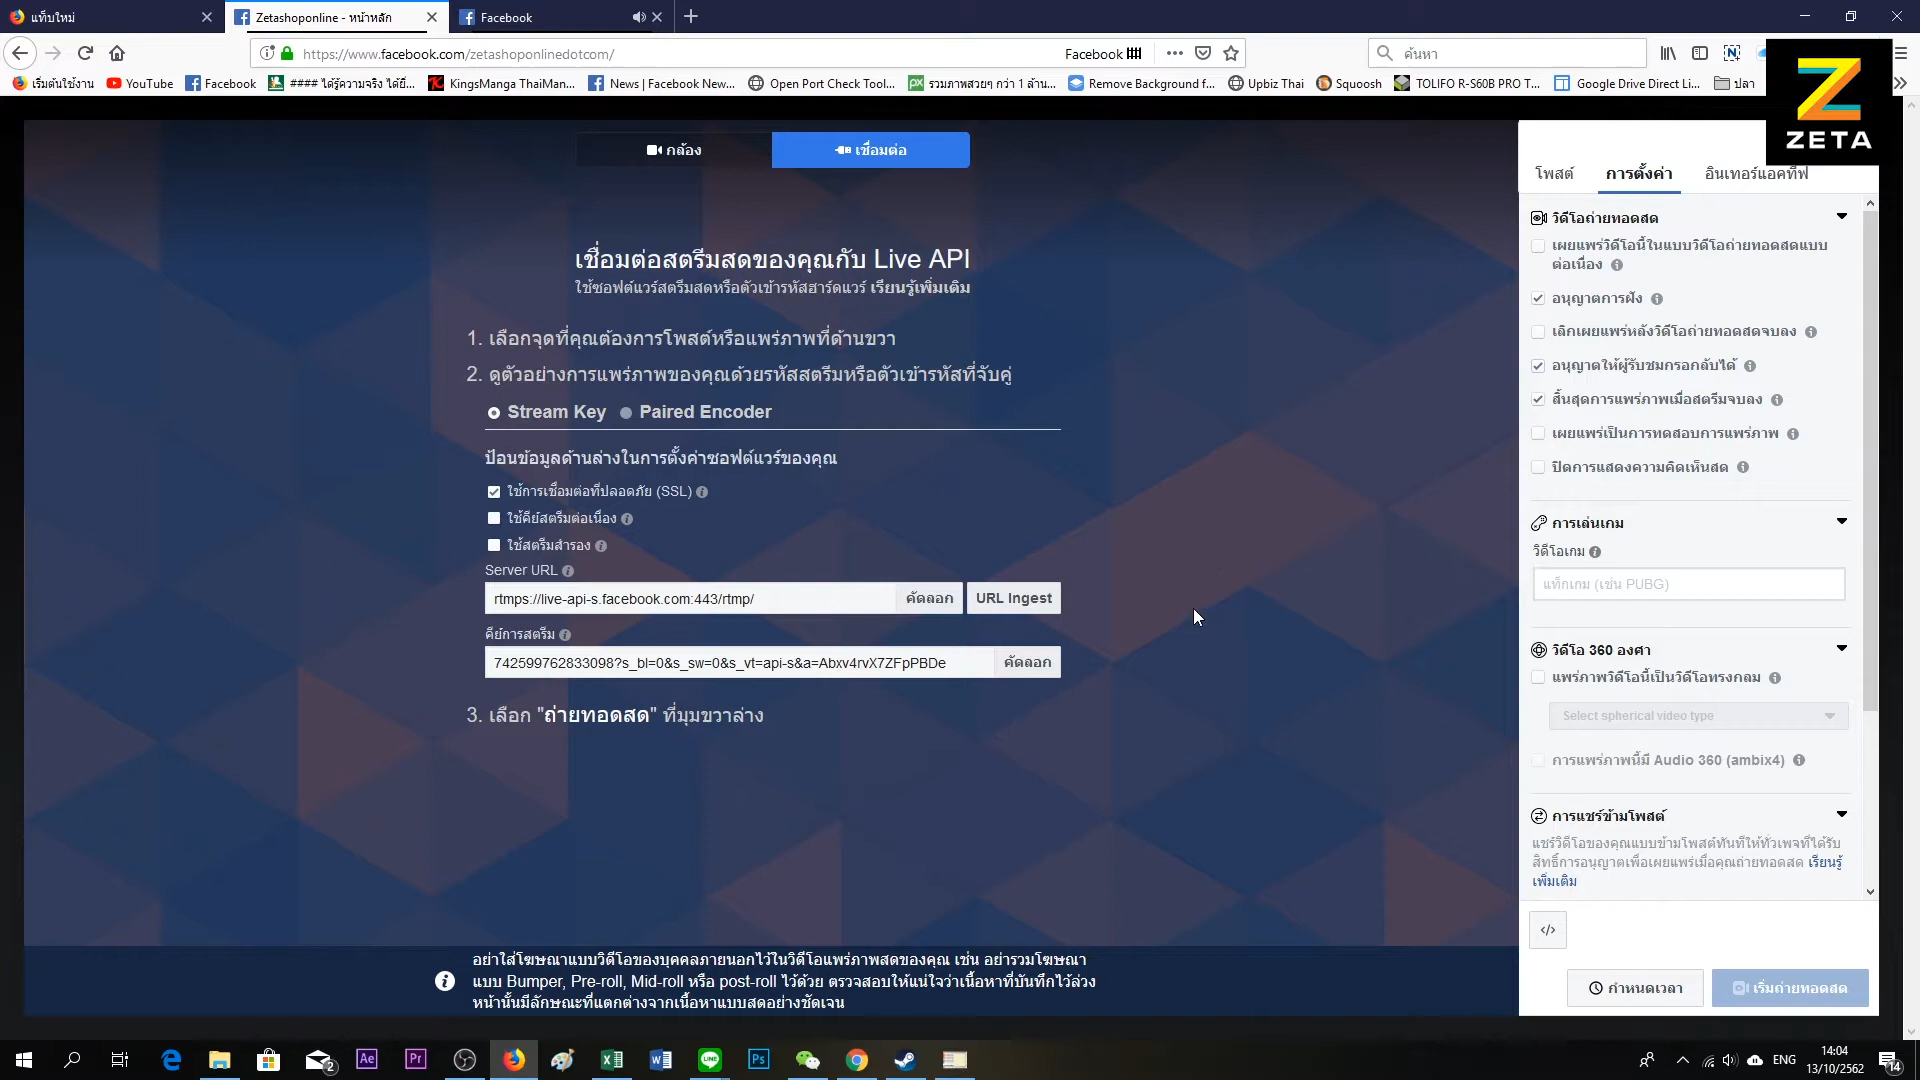 แท็บใหม่
Zetashoponline - หน้าหลัก
Facebook
https://www.facebook.com/zetashoponlinedotcom/
Facebook
ค้นหา
เริ่มต้นใช้งาน
YouTube
Facebook
#### ได้รู้ความจริง ได้ยี่...
KingsManga ThaiMan...
News | Facebook New...
Open Port Check Tool...
รวมภาพสวยๆ กว่า 1 ล้าน...
Remove Background f...
Upbiz Thai
Squoosh
TOLIFO R-S60B PRO T...
Google Drive Direct Li...
ปลา
ZETA
กล้อง
เชื่อมต่อ
เชื่อมต่อสตรีมสดของคุณกับ Live API
ใช้ซอฟต์แวร์สตรีมสดหรือตัวเข้ารหัสฮาร์ดแวร์ เรียนรู้เพิ่มเติม
1. เลือกจุดที่คุณต้องการโพสต์หรือแพร่ภาพที่ด้านขวา
2. ดูตัวอย่างการแพร่ภาพของคุณด้วยรหัสสตรีมหรือตัวเข้ารหัสที่จับคู่
Stream Key
Paired Encoder
ป้อนข้อมูลด้านล่างในการตั้งค่าซอฟต์แวร์ของคุณ
ใช้การเชื่อมต่อที่ปลอดภัย (SSL)
ใช้คีย์สตรีมต่อเนื่อง
ใช้สตรีมสำรอง
Server URL
rtmps://live-api-s.facebook.com:443/rtmp/
คัดลอก
URL Ingest
คีย์การสตรีม
742599762833098?s_bl=0&s_sw=0&s_vt=api-s&a=Abxv4rvX7ZFpPBDe
คัดลอก
3. เลือก "ถ่ายทอดสด" ที่มุมขวาล่าง
อย่าใส่โฆษณาแบบวิดีโอของบุคคลภายนอกไว้ในวิดีโอแพร่ภาพสดของคุณ เช่น อย่ารวมโฆษณา
แบบ Bumper, Pre-roll, Mid-roll หรือ post-roll ไว้ด้วย ตรวจสอบให้แน่ใจว่าเนื้อหาที่บันทึกไว้ล่วง
หน้านั้นมีลักษณะที่แตกต่างจากเนื้อหาแบบสดอย่างชัดเจน
โพสต์
การตั้งค่า
อินเทอร์แอคทีฟ
วิดีโอถ่ายทอดสด
เผยแพร่วิดีโอนี้ในแบบวิดีโอถ่ายทอดสดแบบ
ต่อเนื่อง
อนุญาตการฝัง
เลิกเผยแพร่หลังวิดีโอถ่ายทอดสดจบลง
อนุญาตให้ผู้รับชมกรอกลับได้
สิ้นสุดการแพร่ภาพเมื่อสตรีมจบลง
เผยแพร่เป็นการทดสอบการแพร่ภาพ
ปิดการแสดงความคิดเห็นสด
การเล่นเกม
วิดีโอเกม
แท็กเกม (เช่น PUBG)
วิดีโอ 360 องศา
แพร่ภาพวิดีโอนี้เป็นวิดีโอทรงกลม
Select spherical video type
การแพร่ภาพนี้มี Audio 360 (ambix4)
การแชร์ข้ามโพสต์
แชร์วิดีโอของคุณแบบข้ามโพสต์ทันทีให้ทั่วเพจที่ได้รับ
สิทธิ์การอนุญาตเพื่อเผยแพร่เมื่อคุณถ่ายทอดสด เรียนรู้
เพิ่มเติม
</>
กำหนดเวลา
เริ่มถ่ายทอดสด
2
Ae
Pr
Ps
ENG
14:04
13/10/2562
14